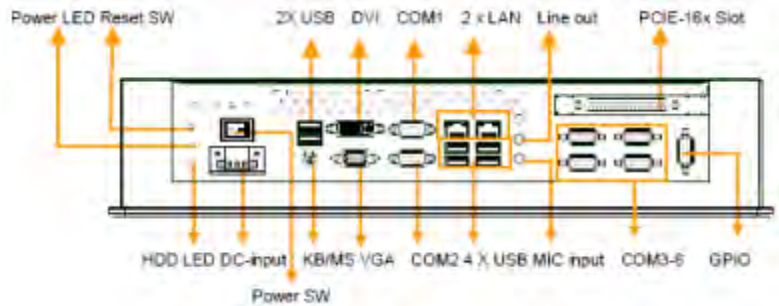 Power LED Reset SW 2X USB DVI COM1 2 x LAN Line out PCIE-16x Slot
HDD LED DC-input KB/MS VGA COM2 4 X USB MIC input COM3-6 GPIO
Power SW